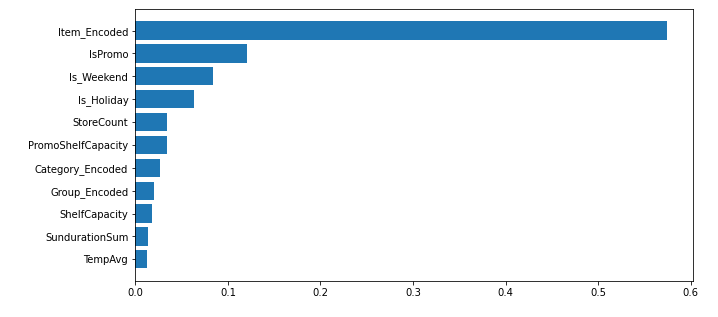 Item_Encoded
IsPromo
Is_Weekend
Is_Holiday
StoreCount
PromoShelfCapacity
Category_Encoded
Group_Encoded
ShelfCapacity
SundurationSum
TempAvg
0.0 0.1 0.2 0.3 0.4 0.5 0.6